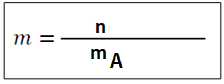 m = n / m_A